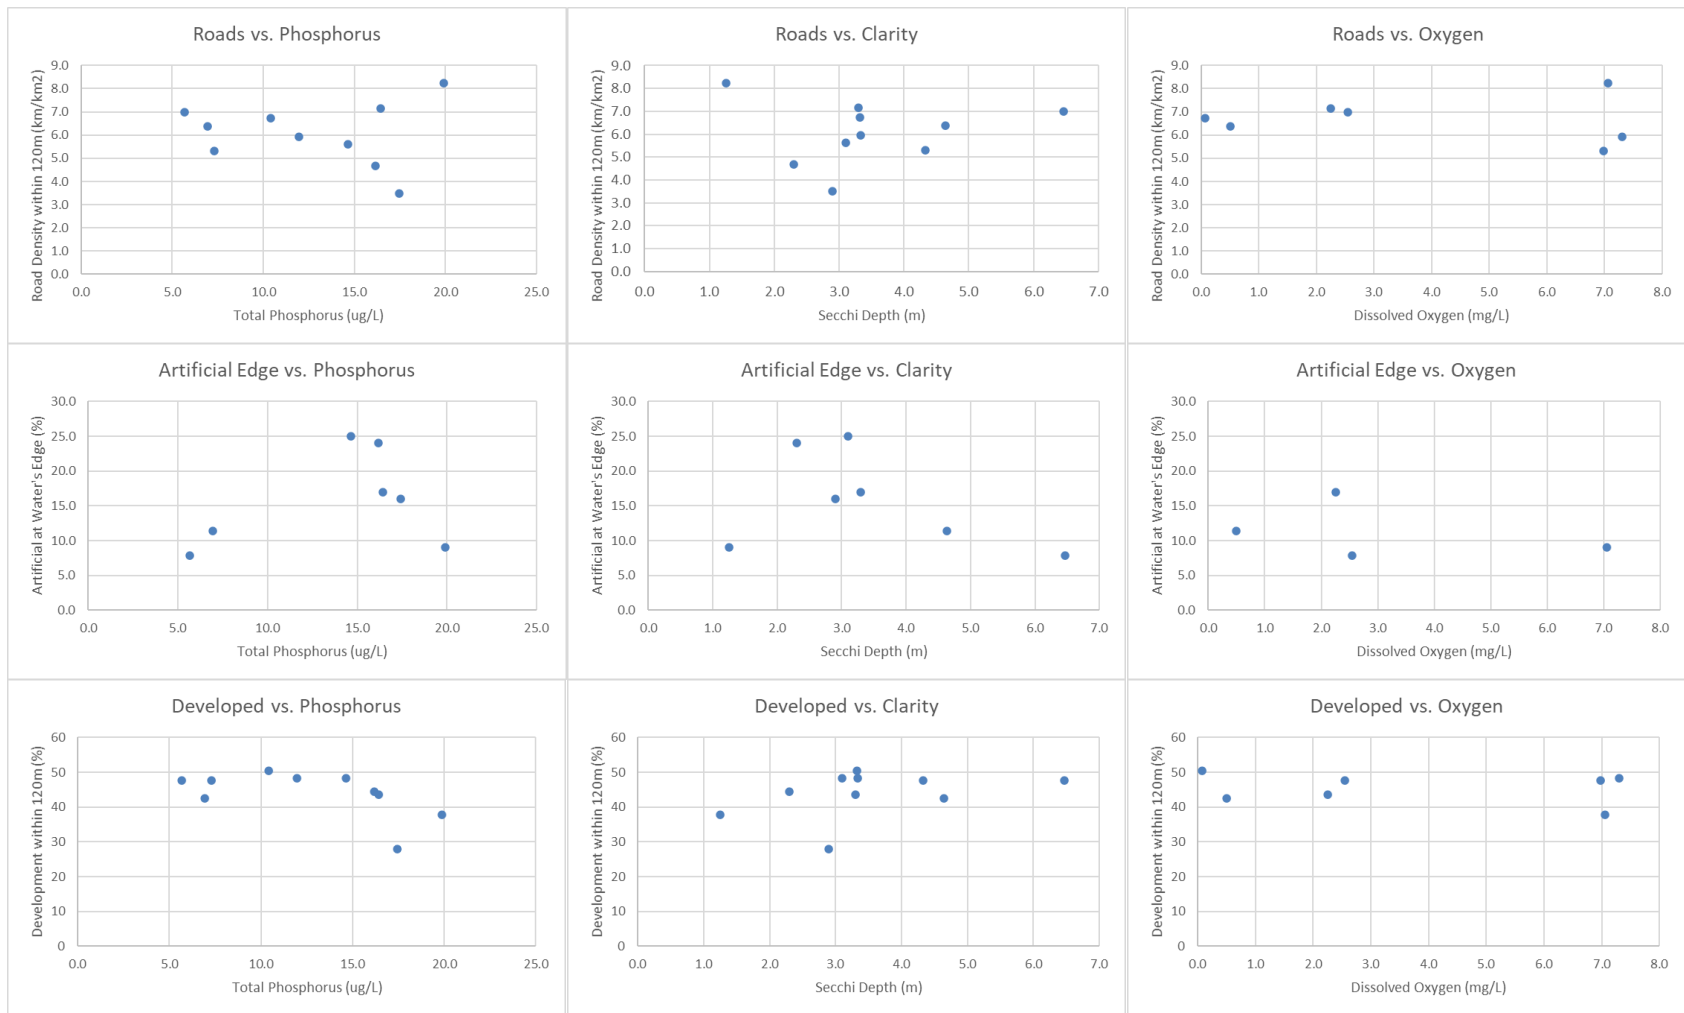 Roads vs. Phosphorus
Road Density within 120m (km/km2)
9.0
8.0
7.0
6.0
5.0
4.0
3.0
2.0
1.0
0.0
0.0 5.0 10.0 15.0 20.0 25.0
Total Phosphorus (ug/L)
Roads vs. Clarity
Road Density within 120m (km/km2)
9.0
8.0
7.0
6.0
5.0
4.0
3.0
2.0
1.0
0.0
0.0 1.0 2.0 3.0 4.0 5.0 6.0 7.0
Secchi Depth (m)
Roads vs. Oxygen
Road Density within 120m (km/km2)
9.0
8.0
7.0
6.0
5.0
4.0
3.0
2.0
1.0
0.0
0.0 1.0 2.0 3.0 4.0 5.0 6.0 7.0 8.0
Dissolved Oxygen (mg/L)
Artificial Edge vs. Phosphorus
Artificial at Water's Edge (%)
30.0
25.0
20.0
15.0
10.0
5.0
0.0
0.0 5.0 10.0 15.0 20.0 25.0
Total Phosphorus (ug/L)
Artificial Edge vs. Clarity
Artificial at Water's Edge (%)
30.0
25.0
20.0
15.0
10.0
5.0
0.0
0.0 1.0 2.0 3.0 4.0 5.0 6.0 7.0
Secchi Depth (m)
Artificial Edge vs. Oxygen
Artificial at Water's Edge (%)
30.0
25.0
20.0
15.0
10.0
5.0
0.0
0.0 1.0 2.0 3.0 4.0 5.0 6.0 7.0 8.0
Dissolved Oxygen (mg/L)
Developed vs. Phosphorus
Development within 120m (%)
60
50
40
30
20
10
0
0.0 5.0 10.0 15.0 20.0 25.0
Total Phosphorus (ug/L)
Developed vs. Clarity
Development within 120m (%)
60
50
40
30
20
10
0
0.0 1.0 2.0 3.0 4.0 5.0 6.0 7.0
Secchi Depth (m)
Developed vs. Oxygen
Development within 120m (%)
60
50
40
30
20
10
0
0.0 1.0 2.0 3.0 4.0 5.0 6.0 7.0 8.0
Dissolved Oxygen (mg/L)